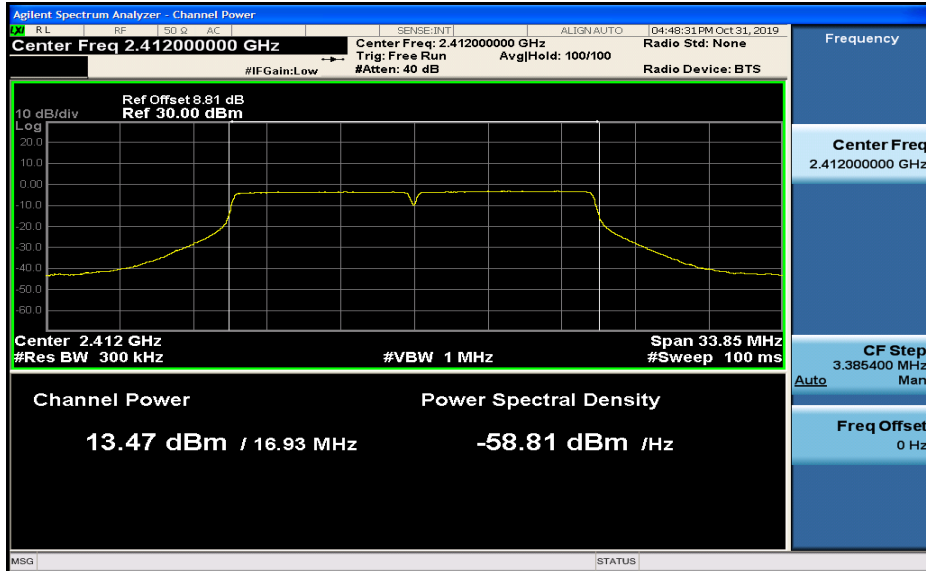 Agilent Spectrum Analyzer - Channel Power
LXI RL RF 50 Ω AC SENSE:INT ALIGN AUTO 04:48:31 PM Oct 31, 2019
Center Freq 2.412000000 GHz
Center Freq: 2.412000000 GHz Radio Std: None
Trig: Free Run Avg|Hold: 100/100
#IFGain:Low #Atten: 40 dB Radio Device: BTS
Ref Offset 8.81 dB
10 dB/div Ref 30.00 dBm
Log
20.0
10.0
0.00
-10.0
-20.0
-30.0
-40.0
-50.0
-60.0
Center 2.412 GHz Span 33.85 MHz
#Res BW 300 kHz #VBW 1 MHz #Sweep 100 ms
Channel Power Power Spectral Density
13.47 dBm / 16.93 MHz -58.81 dBm /Hz
Frequency
Center Freq
2.412000000 GHz
CF Step
3.385400 MHz
Auto Man
Freq Offset
0 Hz
MSG STATUS